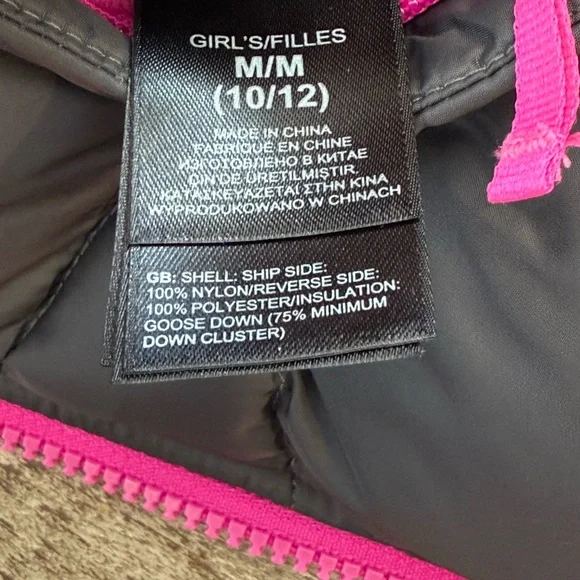 GIRL'S/FILLES
M/M
(10/12)
MADE IN CHINA
FABRIQUÉ EN CHINE
ИЗГОТОВЛЕНО В КИТАЕ
ÇIN'DE ÜRETILMIŞTIR.
ΚΑΤΑΣΚΕΥΑΖΕΤΑΙ ΣΤΗΝ ΚΙΝΑ
WYPRODUKOWANO W CHINACH
GB: SHELL: SHIP SIDE:
100% NYLON/REVERSE SIDE:
100% POLYESTER/INSULATION:
GOOSE DOWN (75% MINIMUM
DOWN CLUSTER)